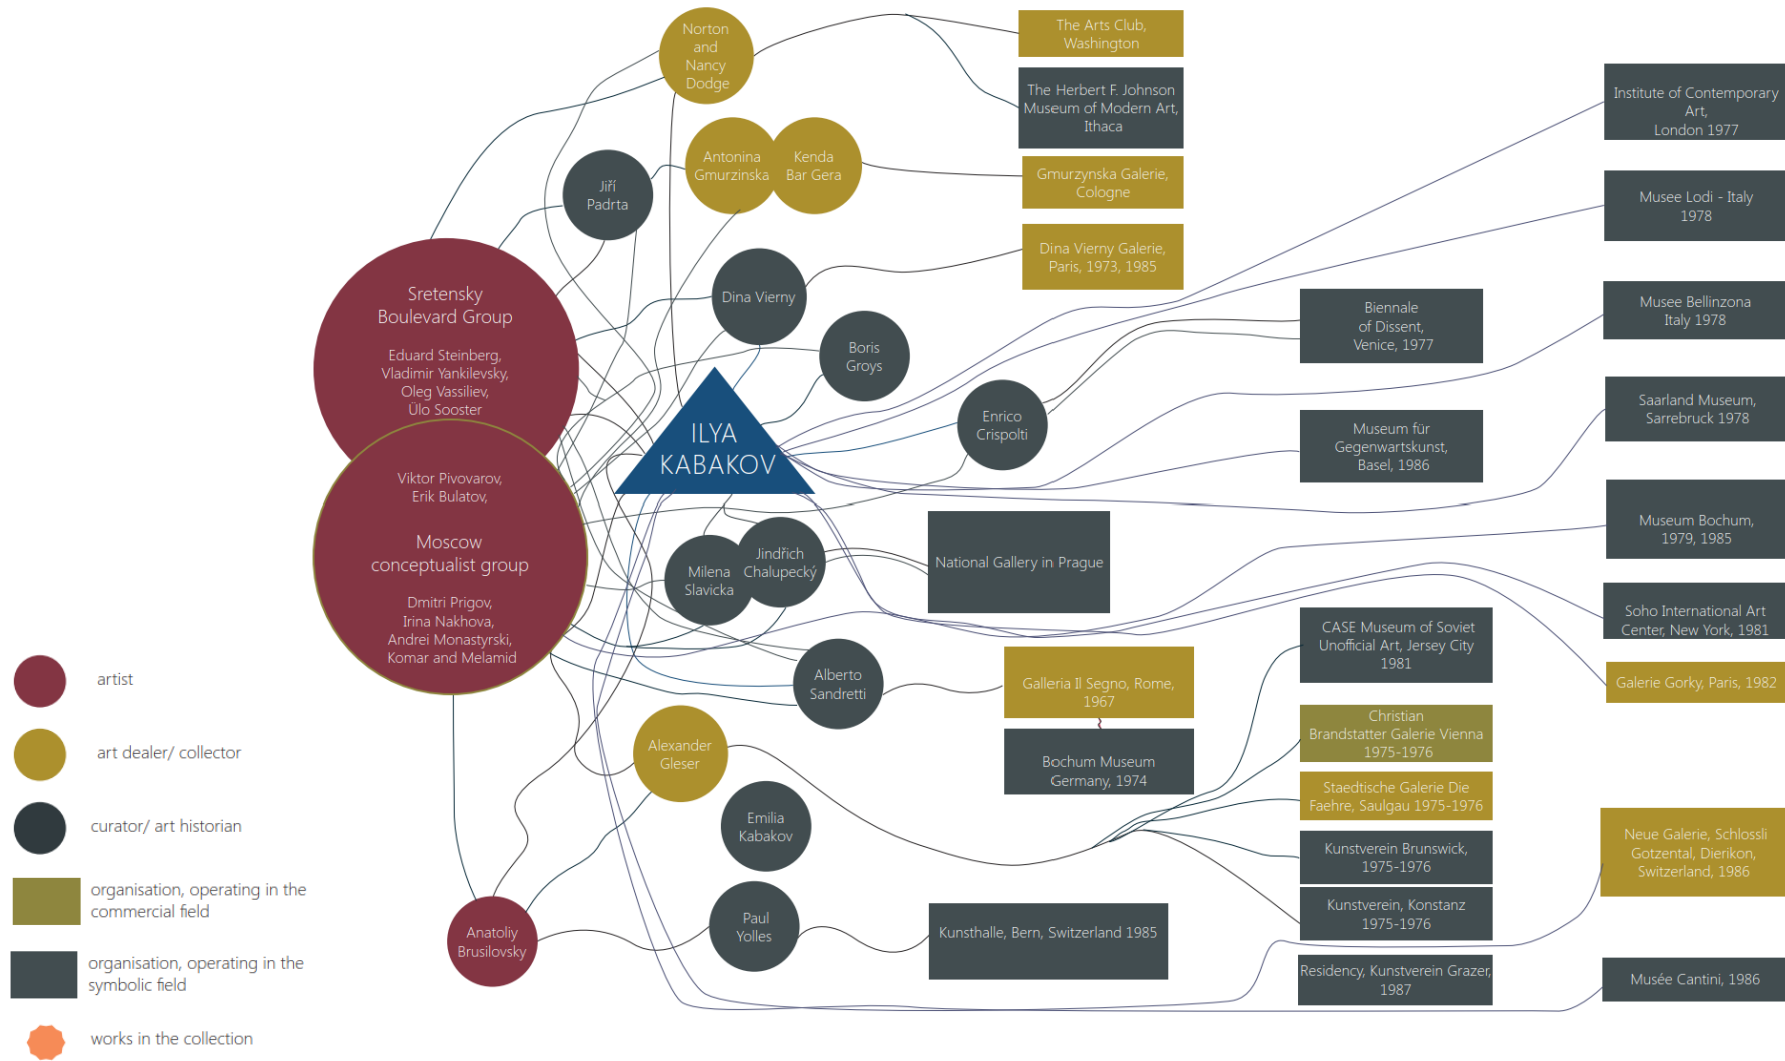 Norton
and
Nancy
Dodge
The Arts Club,
Washington
The Herbert F. Johnson
Museum of Modern Art,
Ithaca
Institute of Contemporary
Art,
London 1977
Antonina
Gmurzinska
Kenda
Bar Gera
Jiří
Padrta
Gmurzynska Galerie,
Cologne
Musee Lodi - Italy
1978
Dina Vierny Galerie,
Paris, 1973, 1985
Dina Vierny
Sretensky
Boulevard Group
Eduard Steinberg,
Vladimir Yankilevsky,
Oleg Vassiliev,
Ülo Sooster
Biennale
of Dissent,
Venice, 1977
Musee Bellinzona
Italy 1978
Boris
Groys
Enrico
Crispolti
Saarland Museum,
Sarrebruck 1978
ILYA
KABAKOV
Museum für
Gegenwartskunst,
Basel, 1986
Viktor Pivovarov,
Erik Bulatov,
Moscow
conceptualist group
Dmitri Prigov,
Irina Nakhova,
Andrei Monastyrski,
Komar and Melamid
Museum Bochum,
1979, 1985
Milena
Slavicka
Jindřich
Chalupecký
National Gallery in Prague
Soho International Art
Center, New York, 1981
CASE Museum of Soviet
Unofficial Art, Jersey City
1981
Alberto
Sandretti
Galleria Il Segno, Rome,
1967
Galerie Gorky, Paris, 1982
Christian
Brandstatter Galerie Vienna
1975-1976
Alexander
Gleser
Bochum Museum
Germany, 1974
Staedtische Galerie Die
Faehre, Saulgau 1975-1976
Emilia
Kabakov
Kunstverein Brunswick,
1975-1976
Neue Galerie, Schlossli
Gotzental, Dierikon,
Switzerland, 1986
Kunstverein, Konstanz
1975-1976
Anatoliy
Brusilovsky
Paul
Yolles
Kunsthalle, Bern, Switzerland 1985
Residency, Kunstverein Grazer,
1987
Musée Cantini, 1986
artist
art dealer/ collector
curator/ art historian
organisation, operating in the
commercial field
organisation, operating in the
symbolic field
works in the collection